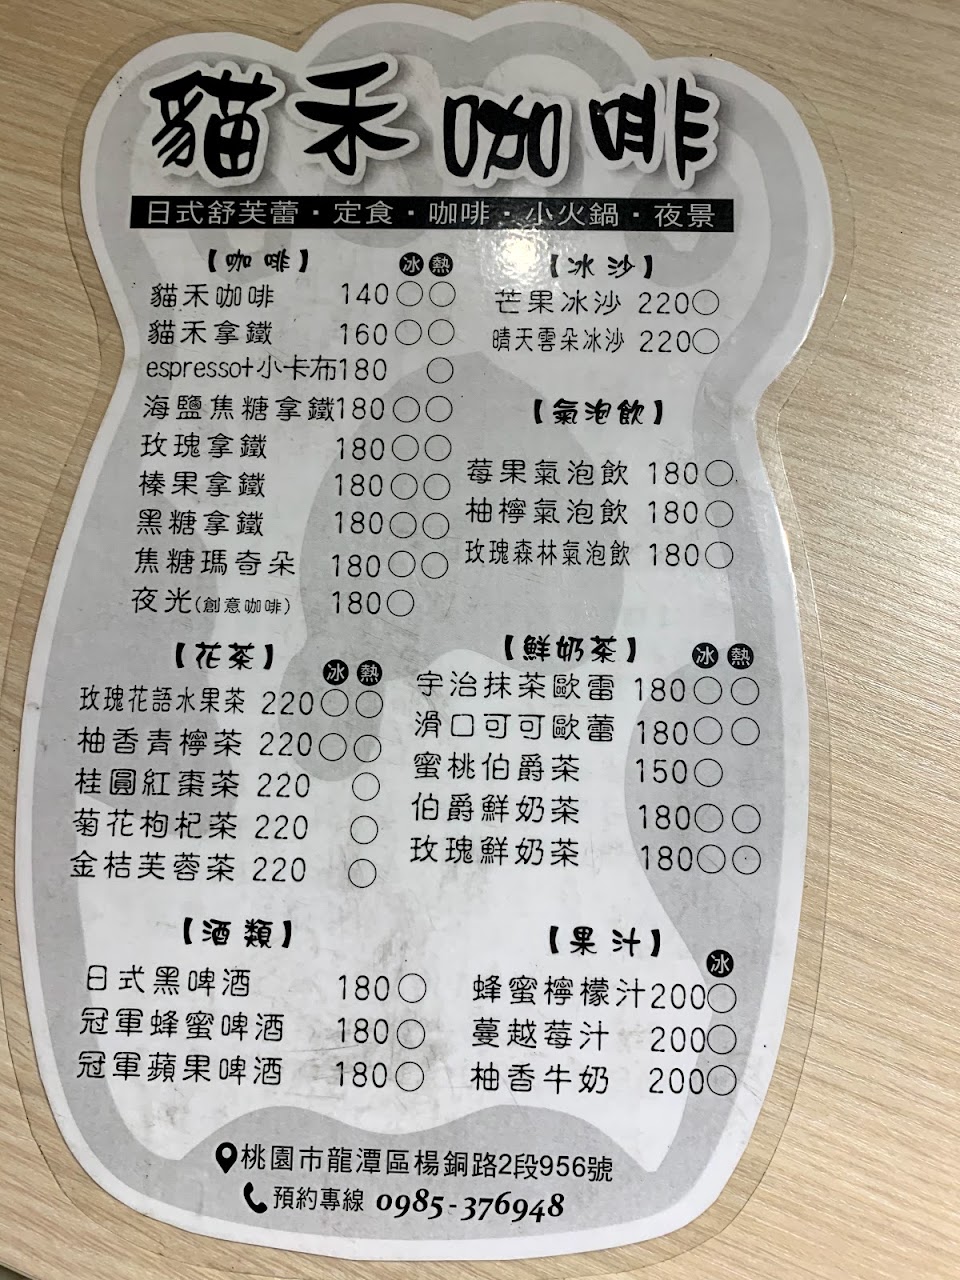 貓禾咖啡
日式舒芙蕾・定食・咖啡・小火鍋・夜景
【咖啡】 冰 熱
貓禾咖啡 140○○
貓禾拿鐵 160○○
espresso+小卡布180 ○
海鹽焦糖拿鐵180○○
玫瑰拿鐵 180○○
榛果拿鐵 180○○
黑糖拿鐵 180○○
焦糖瑪奇朵 180○○
夜光(創意咖啡) 180○
【冰沙】
芒果冰沙 220○
晴天雲朵冰沙 220○
【氣泡飲】
莓果氣泡飲 180○
柚檸氣泡飲 180○
玫瑰森林氣泡飲 180○
【花茶】 冰 熱
玫瑰花語水果茶 220○○
柚香青檸茶 220○○
桂圓紅棗茶 220 ○
菊花枸杞茶 220 ○
金桔芙蓉茶 220 ○
【鮮奶茶】 冰 熱
宇治抹茶歐蕾 180○○
滑口可可歐蕾 180○○
蜜桃伯爵茶 150○
伯爵鮮奶茶 180○○
玫瑰鮮奶茶 180○○
【酒類】
日式黑啤酒 180○
冠軍蜂蜜啤酒 180○
冠軍蘋果啤酒 180○
【果汁】 冰
蜂蜜檸檬汁200○
蔓越莓汁 200○
柚香牛奶 200○
桃園市龍潭區楊銅路2段956號
預約專線 0985-376948